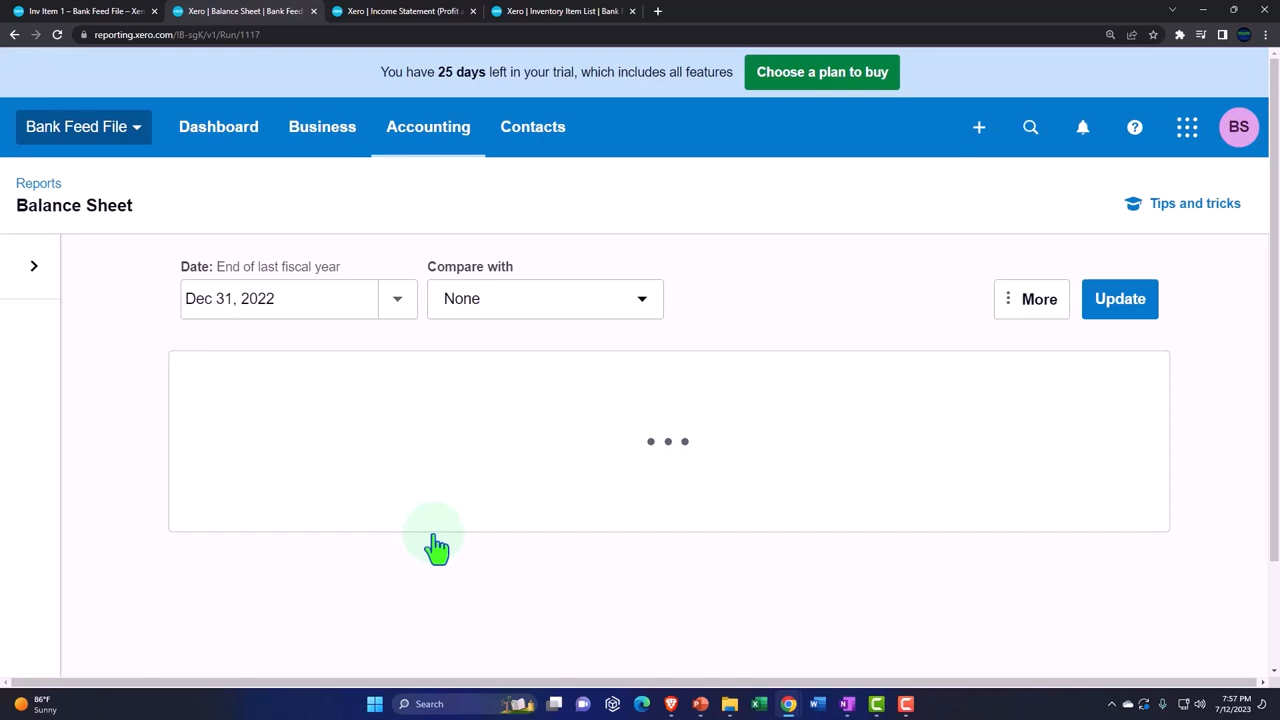 Inv Item 1 – Bank Feed File – Xer
Xero | Balance Sheet | Bank Feed
Xero | Income Statement (Profit a
Xero | Inventory Item List | Bank F
reporting.xero.com/!B-sgK/v1/Run/1117
You have 25 days left in your trial, which includes all features
Choose a plan to buy
Bank Feed File
Dashboard
Business
Accounting
Contacts
BS
Reports
Balance Sheet
Tips and tricks
Date: End of last fiscal year
Compare with
Dec 31, 2022
None
More
Update
86°F
Sunny
Search
7:57 PM
7/12/2023